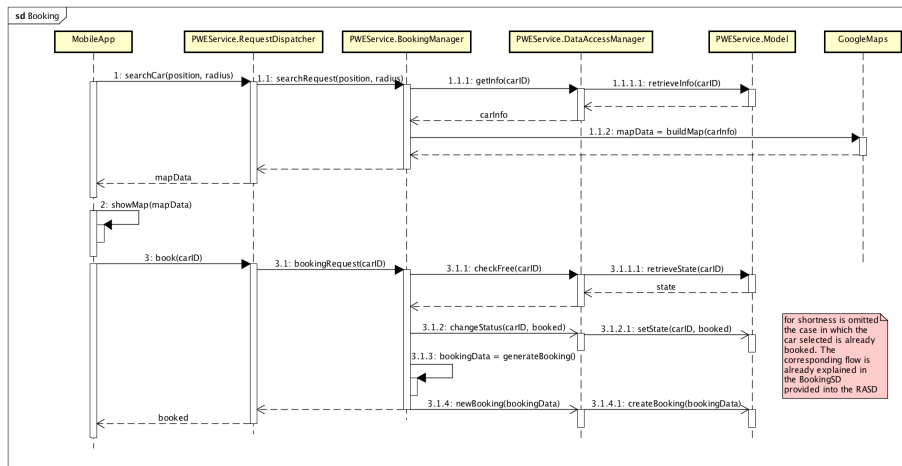 sd Booking
MobileApp
PWEService.RequestDispatcher
PWEService.BookingManager
PWEService.DataAccessManager
PWEService.Model
GoogleMaps
1: searchCar(position, radius)
1.1: searchRequest(position, radius)
1.1.1: getInfo(carID)
1.1.1.1: retrieveInfo(carID)
carInfo
1.1.2: mapData = buildMap(carInfo)
mapData
2: showMap(mapData)
3: book(carID)
3.1: bookingRequest(carID)
3.1.1: checkFree(carID)
3.1.1.1: retrieveState(carID)
state
3.1.2: changeStatus(carID, booked)
3.1.2.1: setState(carID, booked)
3.1.3: bookingData = generateBooking()
3.1.4: newBooking(bookingData)
3.1.4.1: createBooking(bookingData)
booked
for shortness is omitted
the case in which the
car selected is already
booked. The
corresponding flow is
already explained in
the BookingSD
provided into the RASD